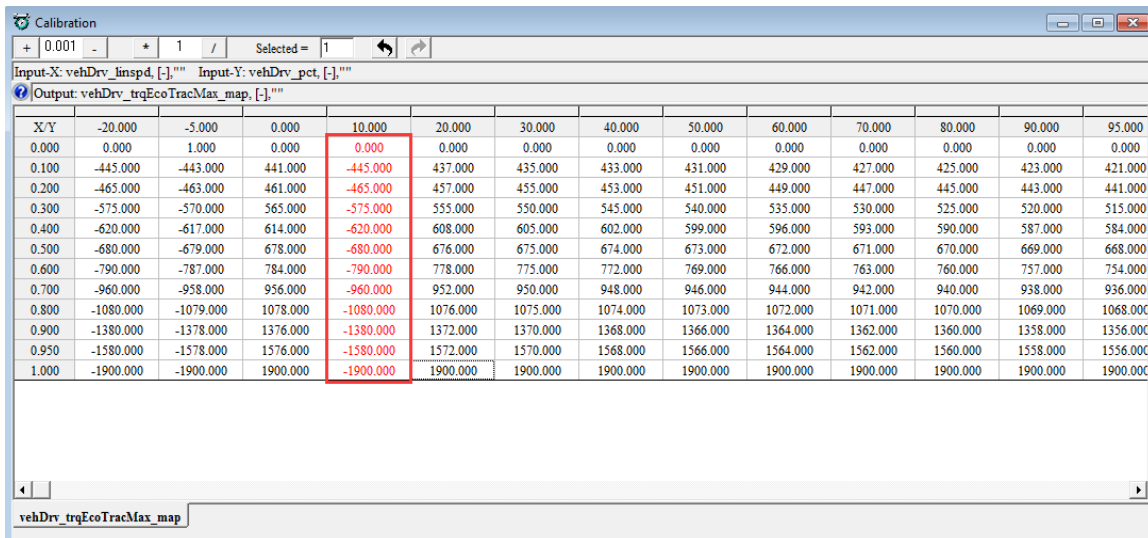 Calibration
+ 0.001 - * 1 / Selected = 1
Input-X: vehDrv_linspd, [-],"" Input-Y: vehDrv_pct, [-],""
? Output: vehDrv_trqEcoTracMax_map, [-],""
X/Y -20.000 -5.000 0.000 10.000 20.000 30.000 40.000 50.000 60.000 70.000 80.000 90.000 95.000
0.000 0.000 1.000 0.000 0.000 0.000 0.000 0.000 0.000 0.000 0.000 0.000 0.000 0.000
0.100 -445.000 -443.000 441.000 -445.000 437.000 435.000 433.000 431.000 429.000 427.000 425.000 423.000 421.000
0.200 -465.000 -463.000 461.000 -465.000 457.000 455.000 453.000 451.000 449.000 447.000 445.000 443.000 441.000
0.300 -575.000 -570.000 565.000 -575.000 555.000 550.000 545.000 540.000 535.000 530.000 525.000 520.000 515.000
0.400 -620.000 -617.000 614.000 -620.000 608.000 605.000 602.000 599.000 596.000 593.000 590.000 587.000 584.000
0.500 -680.000 -679.000 678.000 -680.000 676.000 675.000 674.000 673.000 672.000 671.000 670.000 669.000 668.000
0.600 -790.000 -787.000 784.000 -790.000 778.000 775.000 772.000 769.000 766.000 763.000 760.000 757.000 754.000
0.700 -960.000 -958.000 956.000 -960.000 952.000 950.000 948.000 946.000 944.000 942.000 940.000 938.000 936.000
0.800 -1080.000 -1079.000 1078.000 -1080.000 1076.000 1075.000 1074.000 1073.000 1072.000 1071.000 1070.000 1069.000 1068.000
0.900 -1380.000 -1378.000 1376.000 -1380.000 1372.000 1370.000 1368.000 1366.000 1364.000 1362.000 1360.000 1358.000 1356.000
0.950 -1580.000 -1578.000 1576.000 -1580.000 1572.000 1570.000 1568.000 1566.000 1564.000 1562.000 1560.000 1558.000 1556.000
1.000 -1900.000 -1900.000 1900.000 -1900.000 1900.000 1900.000 1900.000 1900.000 1900.000 1900.000 1900.000 1900.000 1900.000
vehDrv_trqEcoTracMax_map